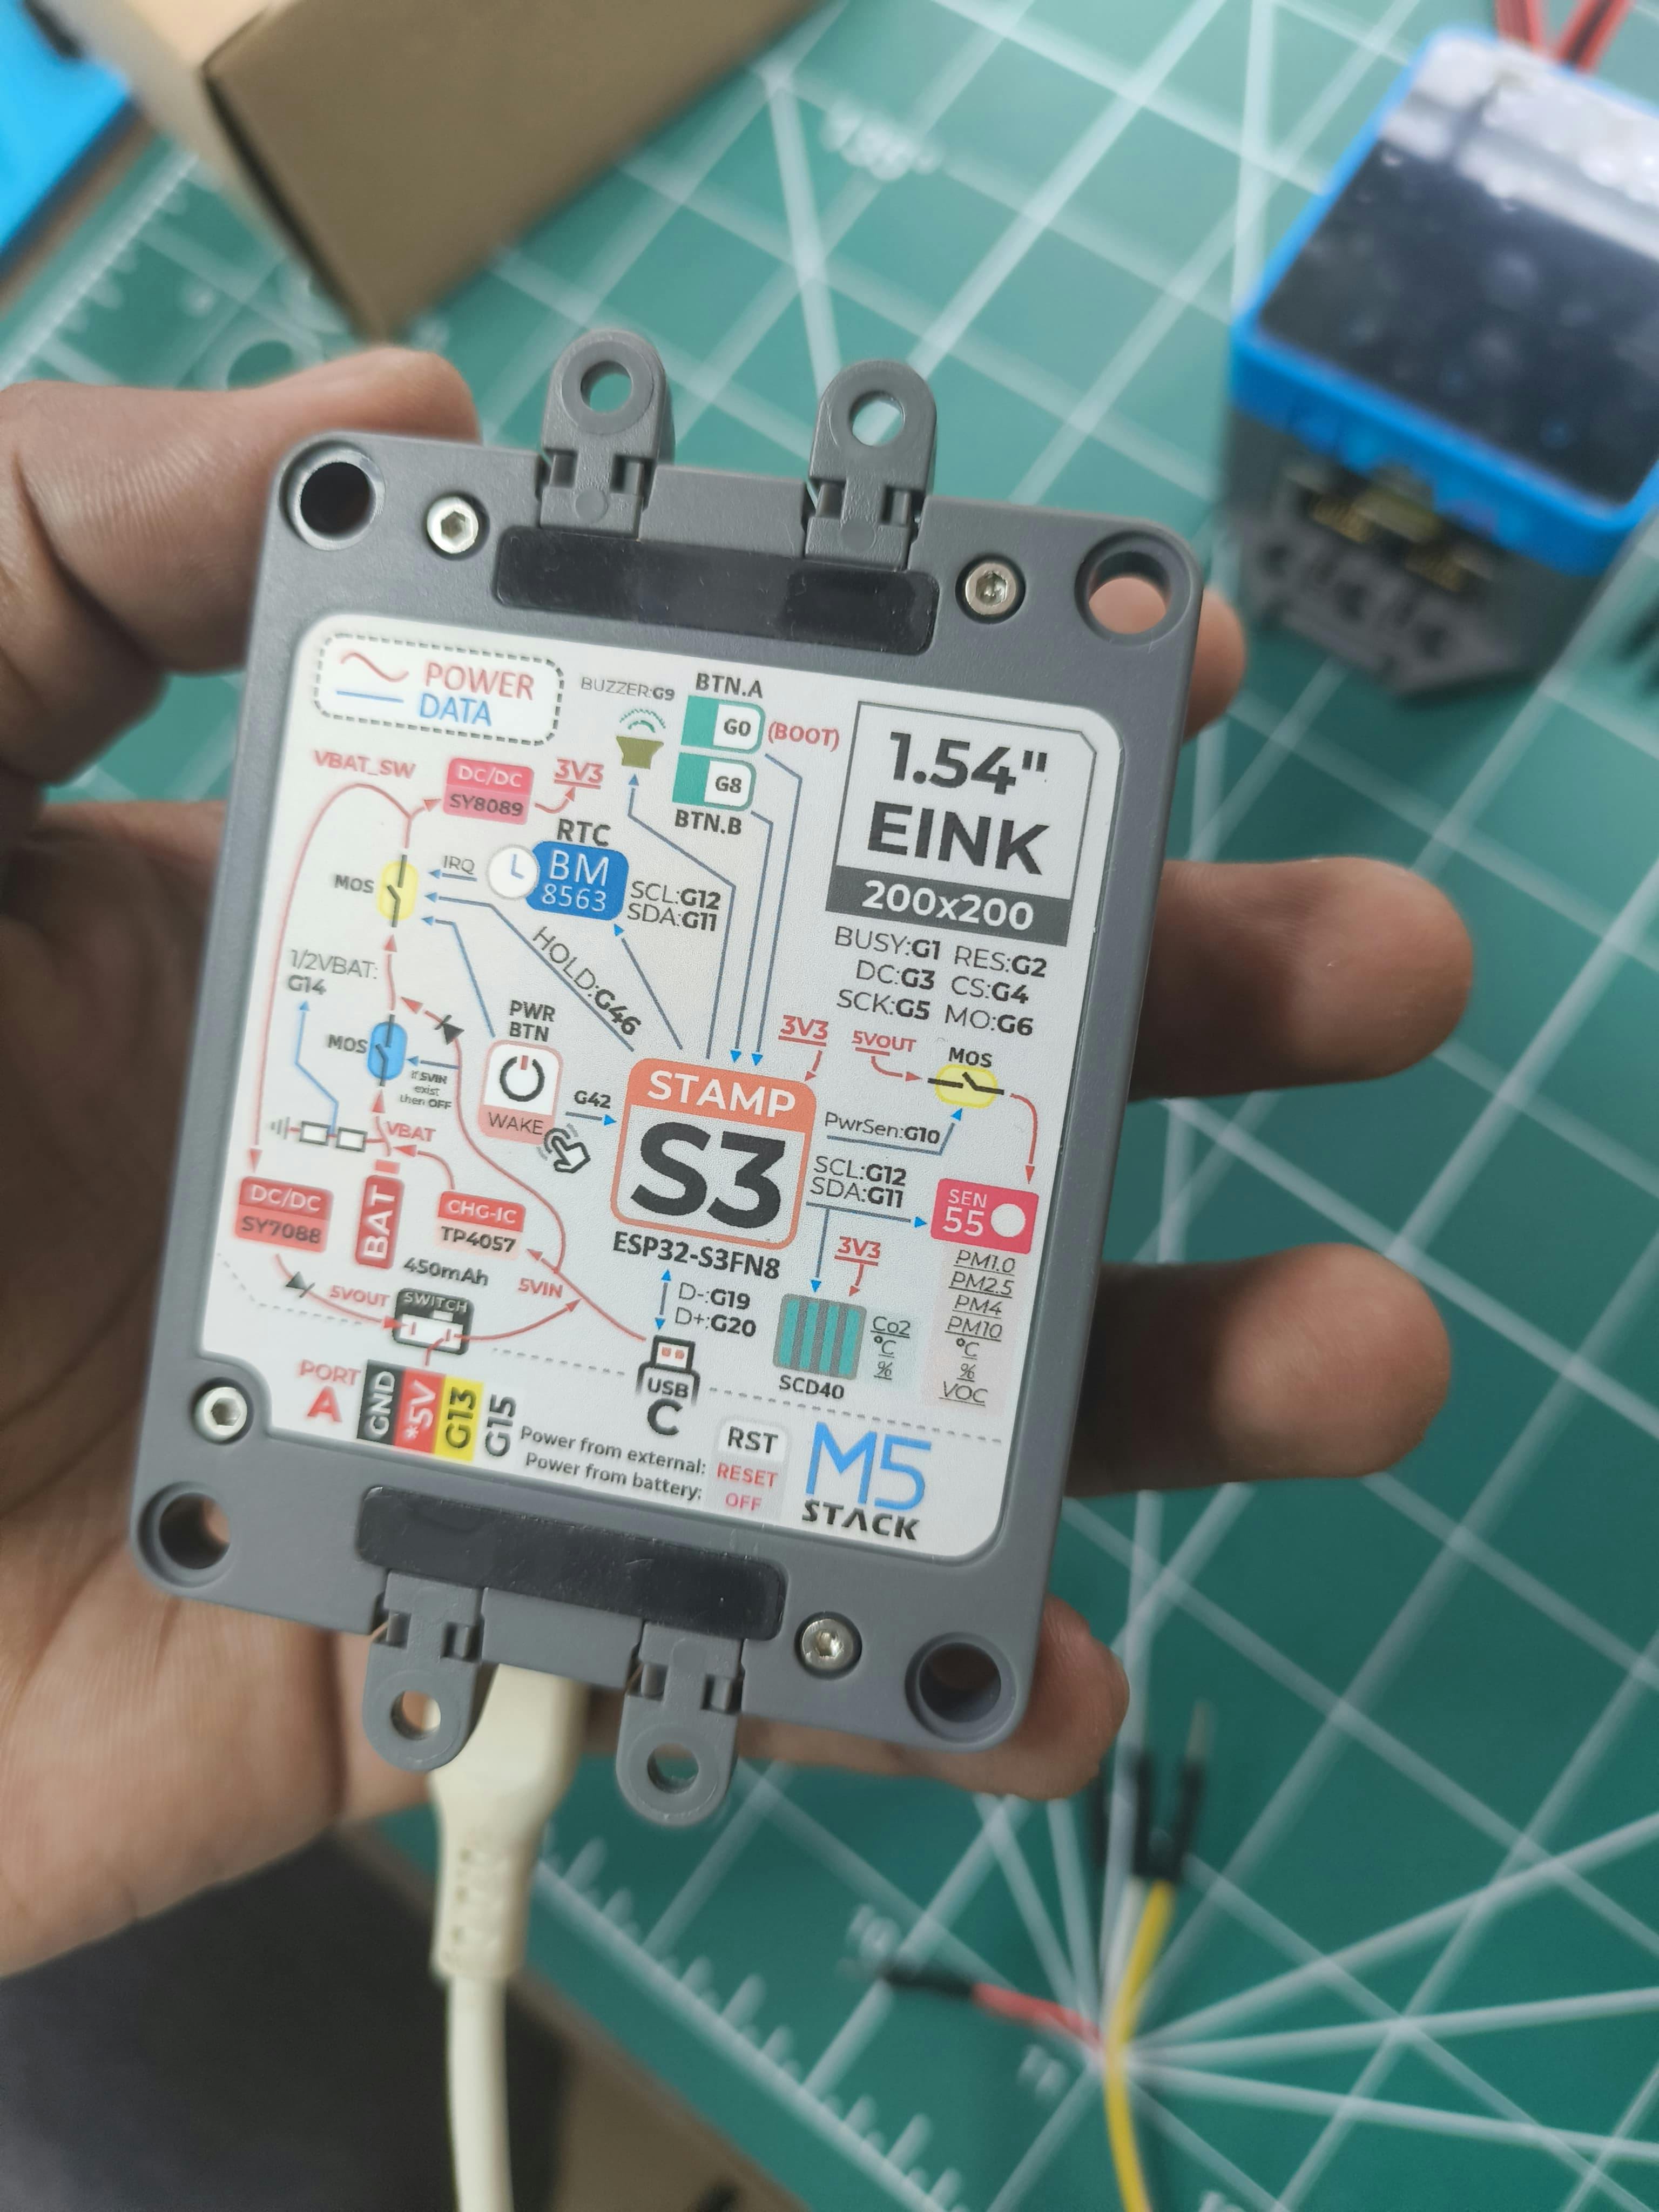 POWER
DATA
BUZZER:G9
BTN.A
G0
(BOOT)
G8
BTN.B
1.54"
EINK
200x200
BUSY:G1 RES:G2
DC:G3 CS:G4
SCK:G5 MO:G6
VBAT_SW
DC/DC
SY8089
3V3
RTC
BM
8563
SCL:G12
SDA:G11
IRQ
MOS
HOLD:G46
1/2VBAT:
G14
MOS
if 5VIN
exist
then OFF
PWR
BTN
WAKE
G42
STAMP
S3
ESP32-S3FN8
3V3
5VOUT
MOS
PwrSen:G10
SCL:G12
SDA:G11
SEN
55
PM1.0
PM2.5
PM4
PM10
°C
%
VOC
VBAT
DC/DC
SY7088
BAT
450mAh
CHG-IC
TP4057
5VIN
5VOUT
SWITCH
D-:G19
D+:G20
3V3
Co2
°C
%
SCD40
USB
C
PORT
A
GND
*5V
G13
G15
Power from external:
Power from battery:
RST
RESET
OFF
M5
STACK